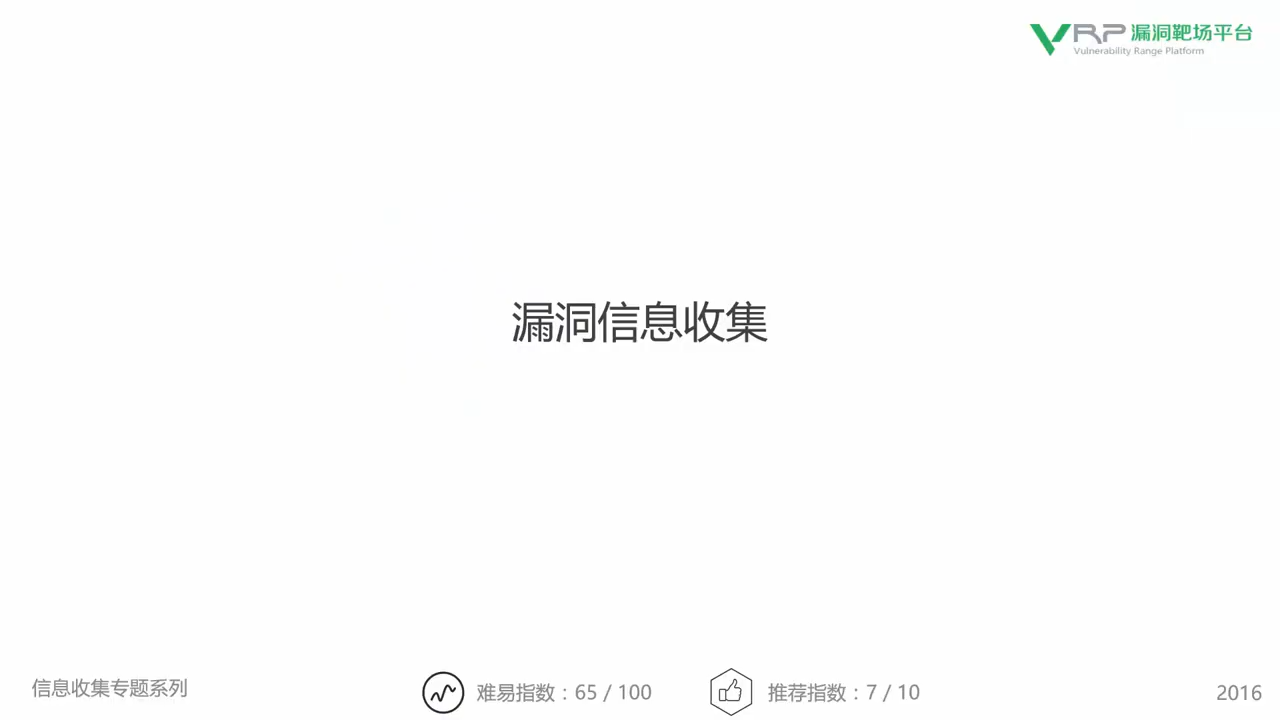 VRP 漏洞靶场平台
Vulnerability Range Platform
漏洞信息收集
信息收集专题系列
难易指数：65 / 100
推荐指数：7 / 10
2016